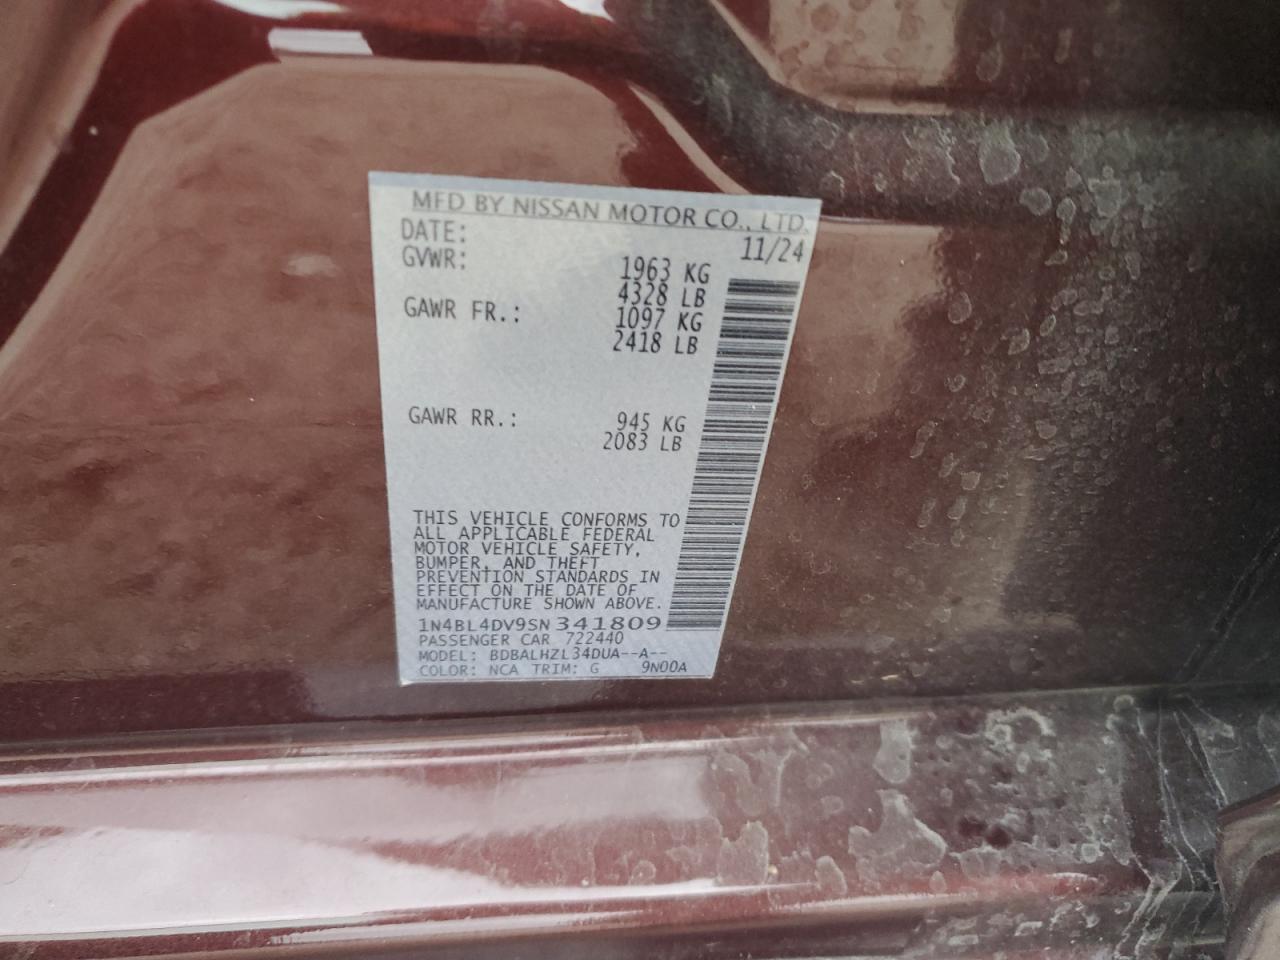 MFD BY NISSAN MOTOR CO., LTD.
DATE: 11/24
GVWR: 1963 KG
4328 LB
GAWR FR.: 1097 KG
2418 LB
GAWR RR.: 945 KG
2083 LB
THIS VEHICLE CONFORMS TO
ALL APPLICABLE FEDERAL
MOTOR VEHICLE SAFETY,
BUMPER, AND THEFT
PREVENTION STANDARDS IN
EFFECT ON THE DATE OF
MANUFACTURE SHOWN ABOVE.
1N4BL4DV9SN341809
PASSENGER CAR 722440
MODEL: BDBALHZL34DUA--A--
COLOR: NCA TRIM: G 9N00A